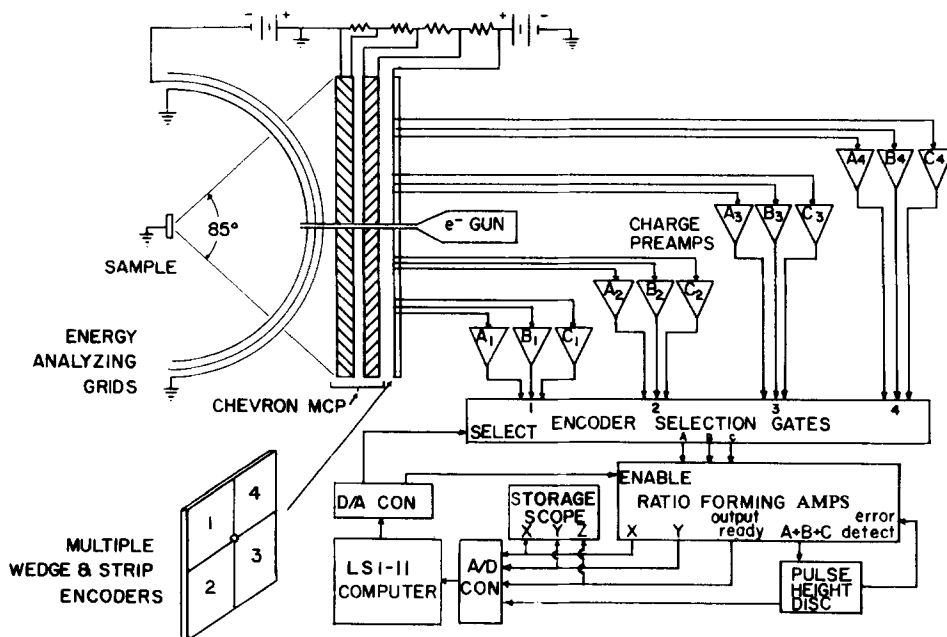 - +
+ -
A4 B4 C4
A3 B3 C3
e- GUN
CHARGE
PREAMPS
85°
SAMPLE
A2 B2 C2
A1 B1 C1
ENERGY
ANALYZING
GRIDS
CHEVRON MCP
1 2 3 4
SELECT ENCODER SELECTION GATES
A B C
D/A CON
ENABLE
RATIO FORMING AMPS
X Y output ready A+B+C error detect
STORAGE
SCOPE
X Y Z
LSI-11
COMPUTER
A/D
CON
PULSE
HEIGHT
DISC
1 4
2 3
MULTIPLE
WEDGE & STRIP
ENCODERS